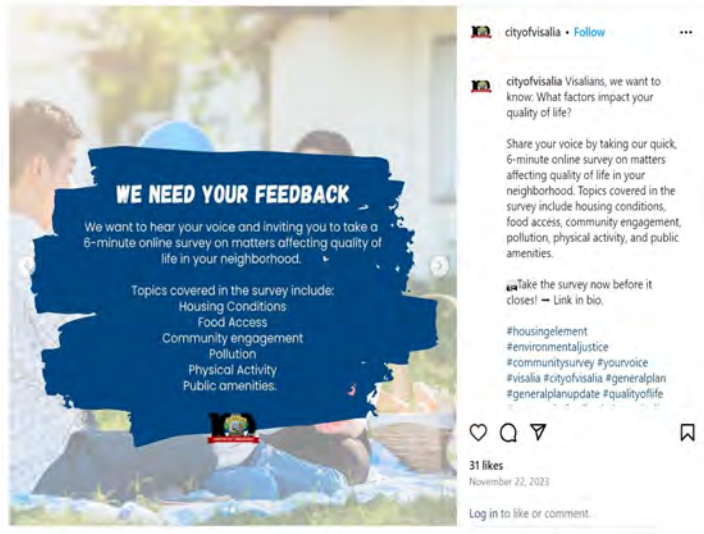 WE NEED YOUR FEEDBACK
We want to hear your voice and inviting you to take a
6-minute online survey on matters affecting quality of
life in your neighborhood.
Topics covered in the survey include:
Housing Conditions
Food Access
Community engagement
Pollution
Physical Activity
Public amenities.
cityofvisalia • Follow
cityofvisalia Visalians, we want to
know: What factors impact your
quality of life?
Share your voice by taking our quick,
6-minute online survey on matters
affecting quality of life in your
neighborhood. Topics covered in the
survey include housing conditions,
food access, community engagement,
pollution, physical activity, and public
amenities.
Take the survey now before it
closes! ➡ Link in bio.
#housingelement
#environmentaljustice
#communitysurvey #yourvoice
#visalia #cityofvisalia #generalplan
#generalplanupdate #qualityoflife
31 likes
November 22, 2023
Log in to like or comment.